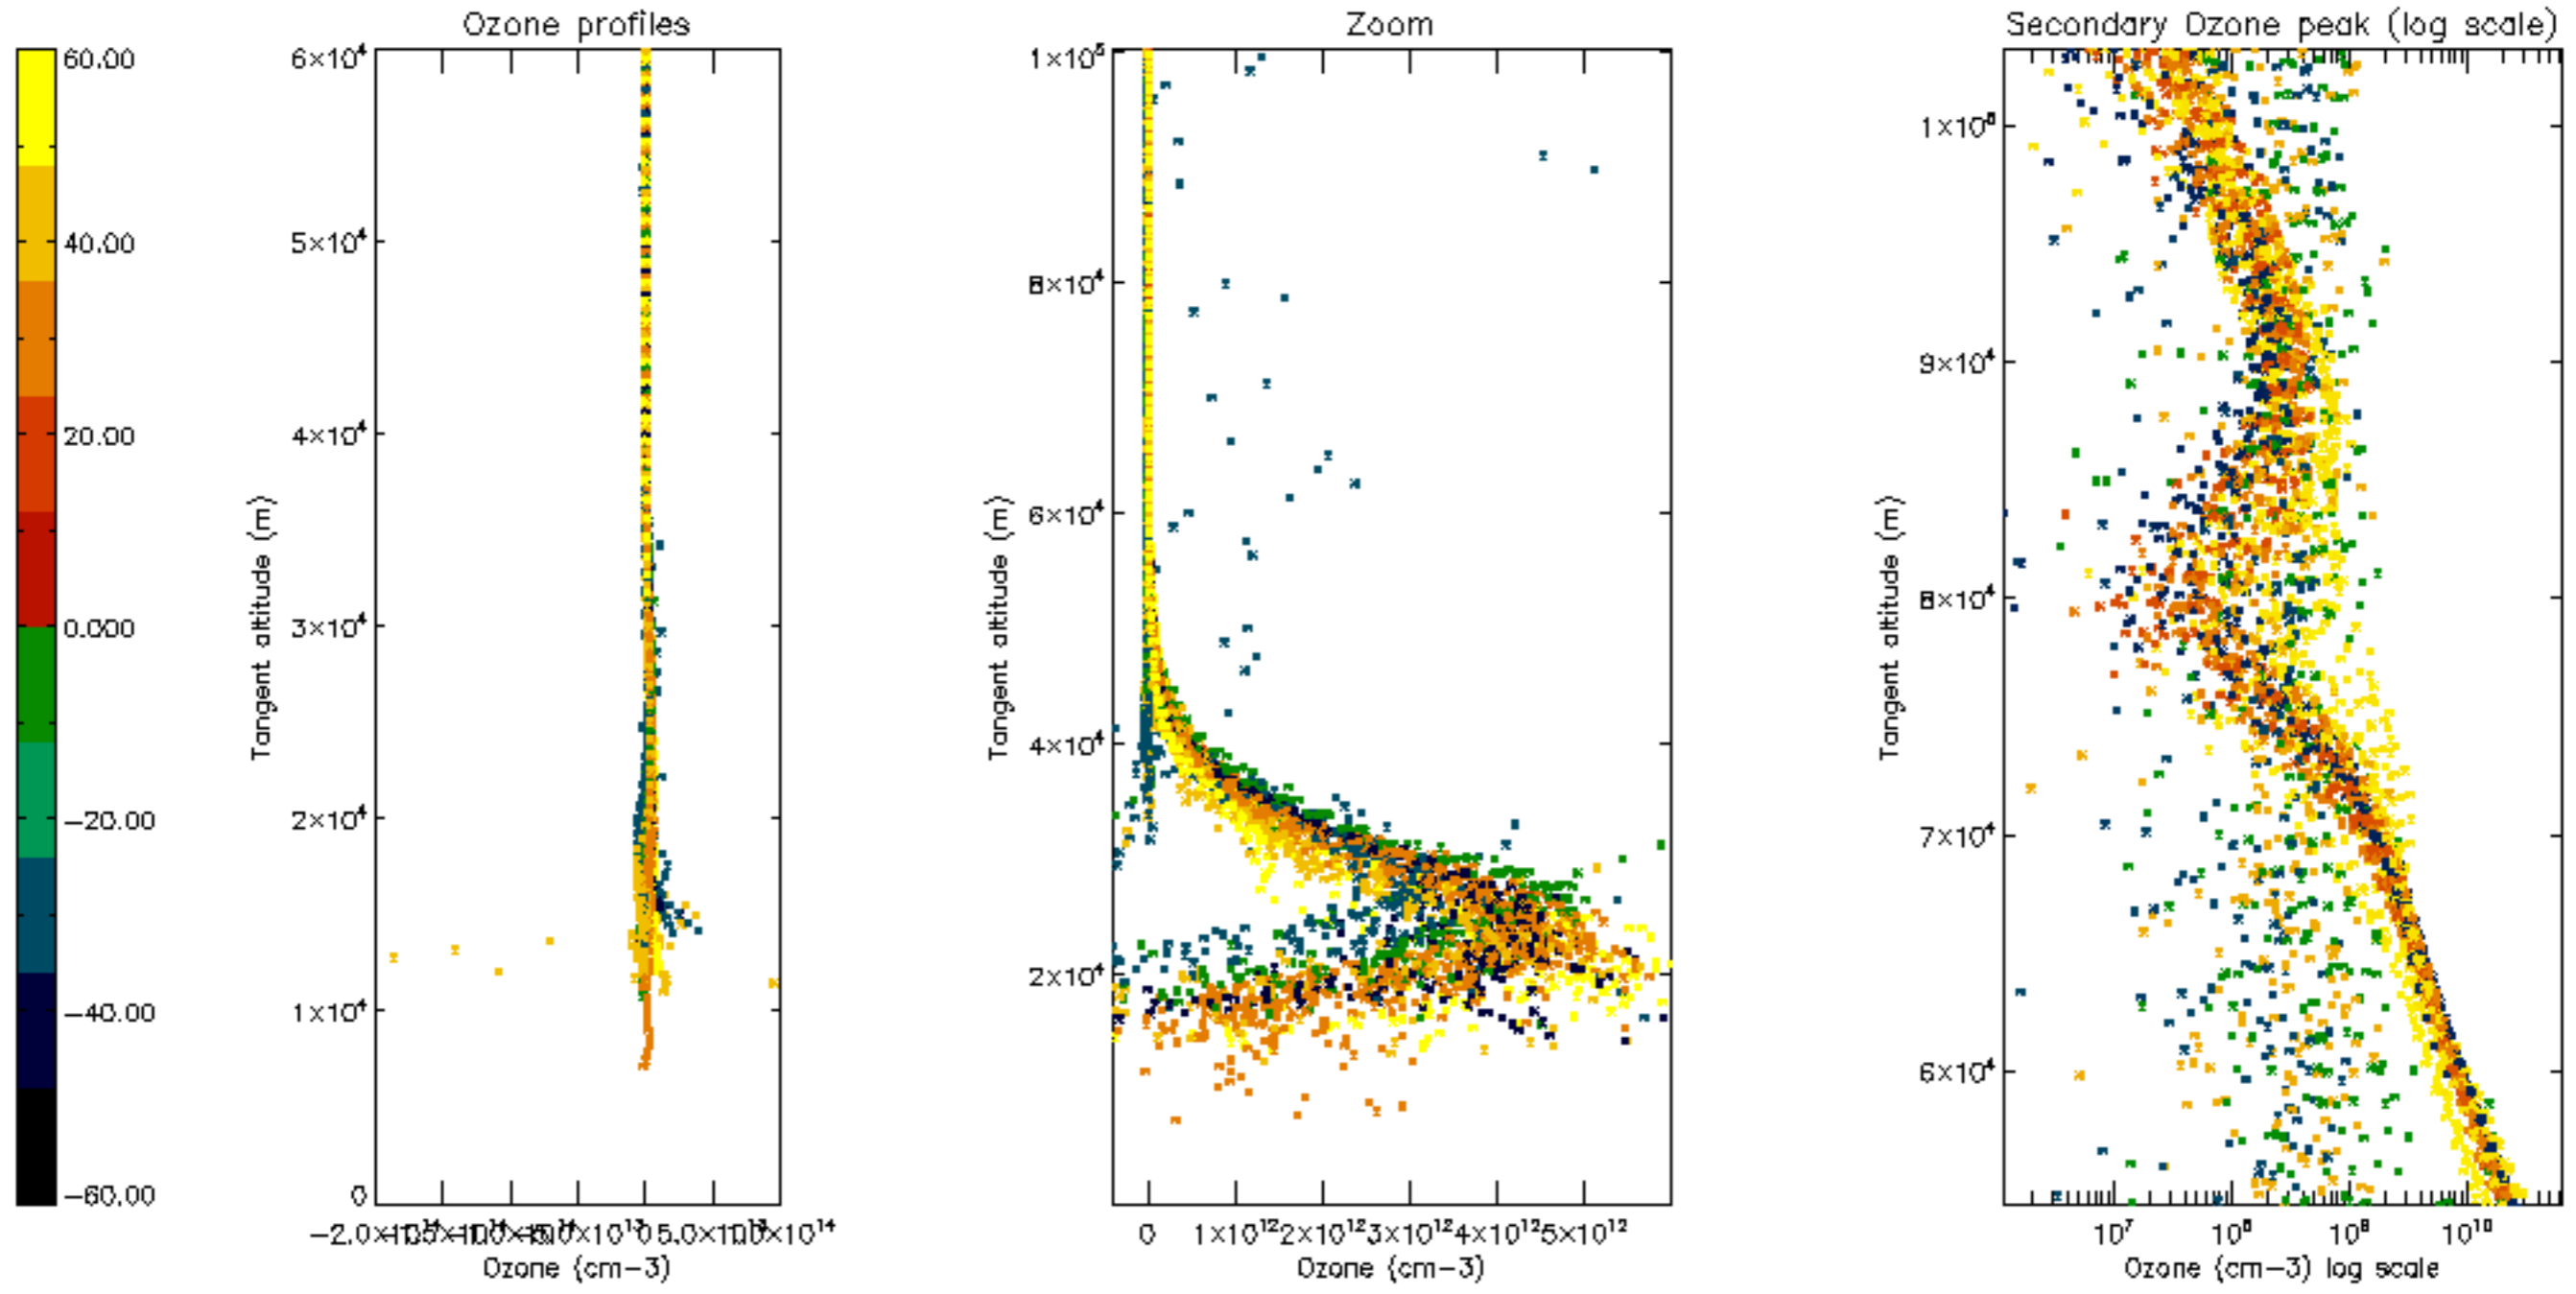 Ozone profiles
Zoom
Secondary Ozone peak (log scale)
60.00
40.00
20.00
0.000
−20.00
−40.00
−60.00
6×10⁴
5×10⁴
4×10⁴
3×10⁴
2×10⁴
1×10⁴
0
Tangent altitude (m)
Ozone (cm−3)
1×10⁵
8×10⁴
6×10⁴
4×10⁴
2×10⁴
Tangent altitude (m)
0 1×10¹² 2×10¹² 3×10¹² 4×10¹² 5×10¹²
Ozone (cm−3)
1×10⁵
9×10⁴
8×10⁴
7×10⁴
6×10⁴
Tangent altitude (m)
10⁷ 10⁸ 10⁹ 10¹⁰
Ozone (cm−3) log scale